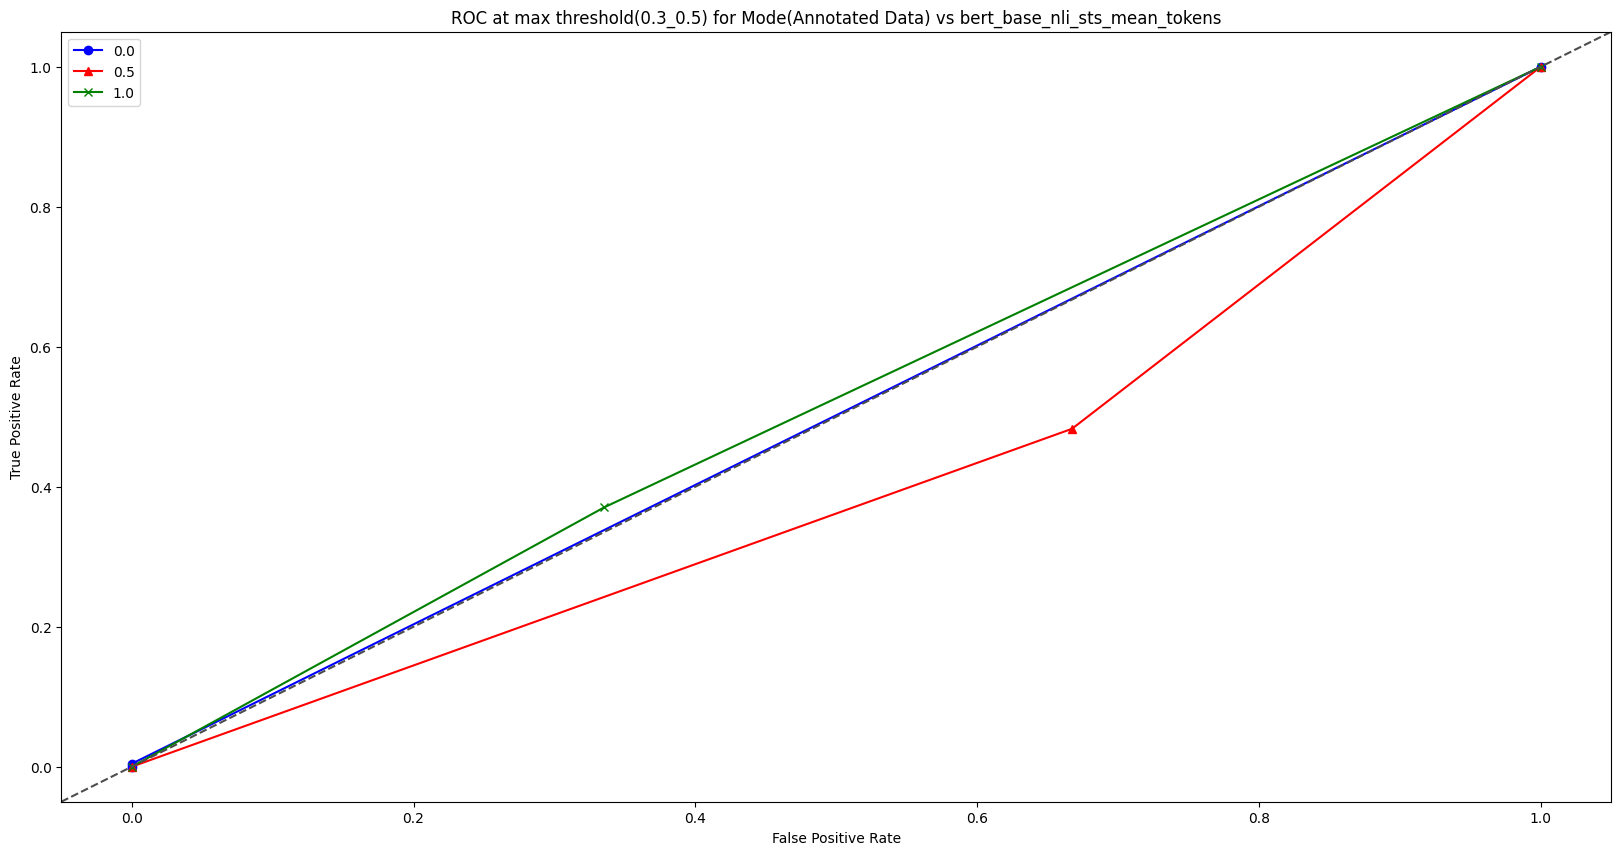 ROC at max threshold(0.3_0.5) for Mode(Annotated Data) vs bert_base_nli_sts_mean_tokens
0.0
0.5
1.0
True Positive Rate
1.0
0.8
0.6
0.4
0.2
0.0
0.0 0.2 0.4 0.6 0.8 1.0
False Positive Rate